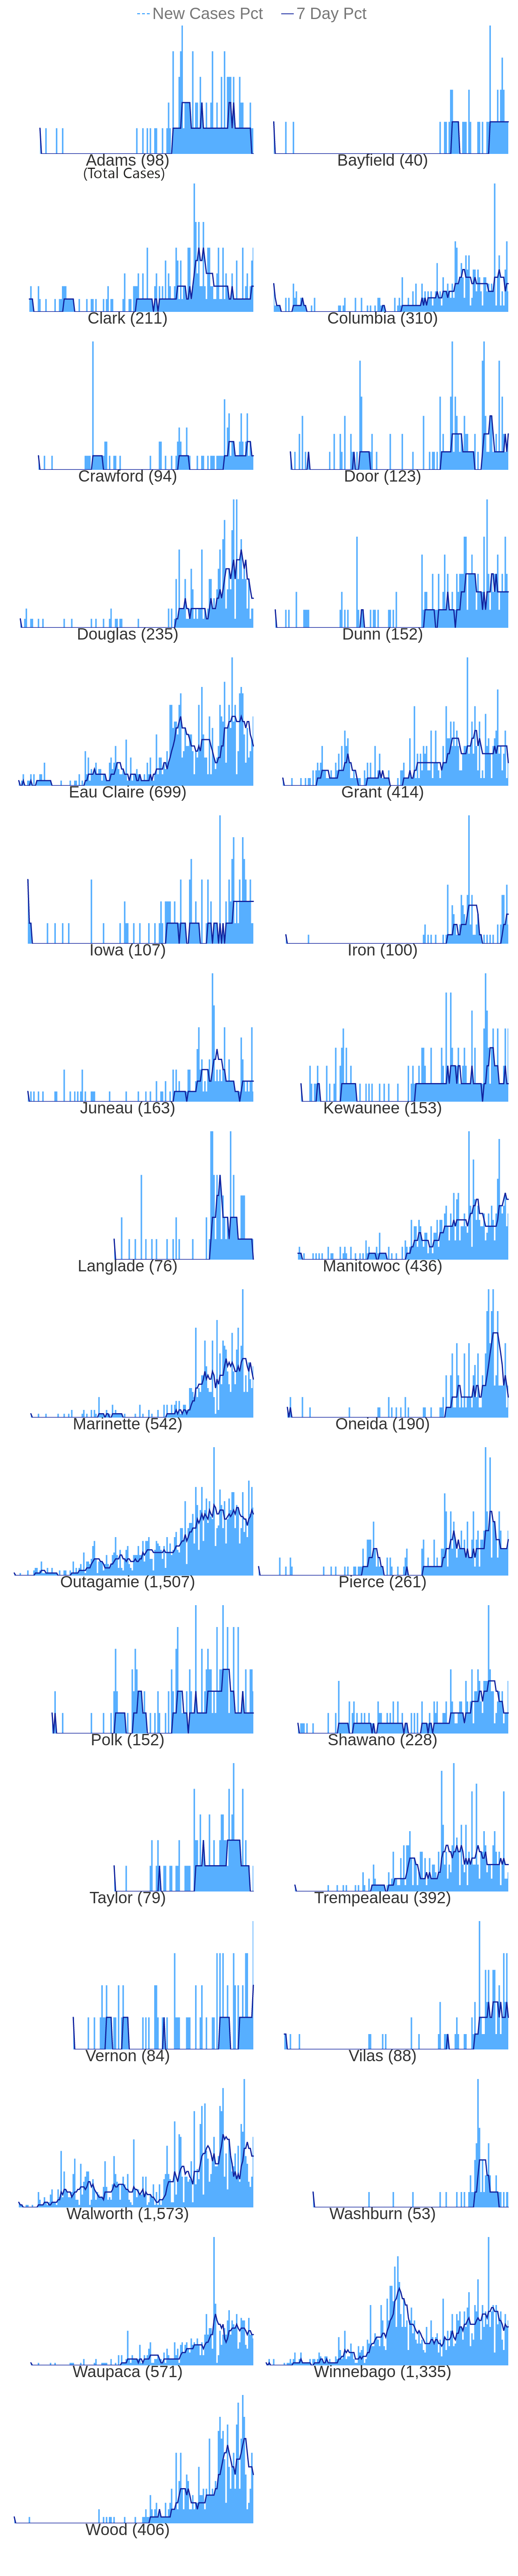 New Cases Pct 7 Day Pct
Adams (98) Bayfield (40)
(Total Cases)
Clark (211) Columbia (310)
Crawford (94) Door (123)
Douglas (235) Dunn (152)
Eau Claire (699) Grant (414)
Iowa (107) Iron (100)
Juneau (163) Kewaunee (153)
Langlade (76) Manitowoc (436)
Marinette (542) Oneida (190)
Outagamie (1,507) Pierce (261)
Polk (152) Shawano (228)
Taylor (79) Trempealeau (392)
Vernon (84) Vilas (88)
Walworth (1,573) Washburn (53)
Waupaca (571) Winnebago (1,335)
Wood (406)